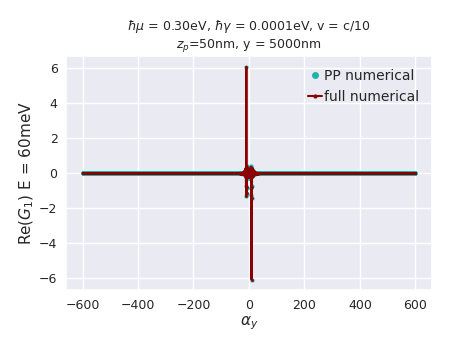 ħμ = 0.30eV, ħγ = 0.0001eV, v = c/10
z_p=50nm, y = 5000nm
Re(G₁) E = 60meV
6
4
2
0
−2
−4
−6
PP numerical
full numerical
−600 −400 −200 0 200 400 600
α_y